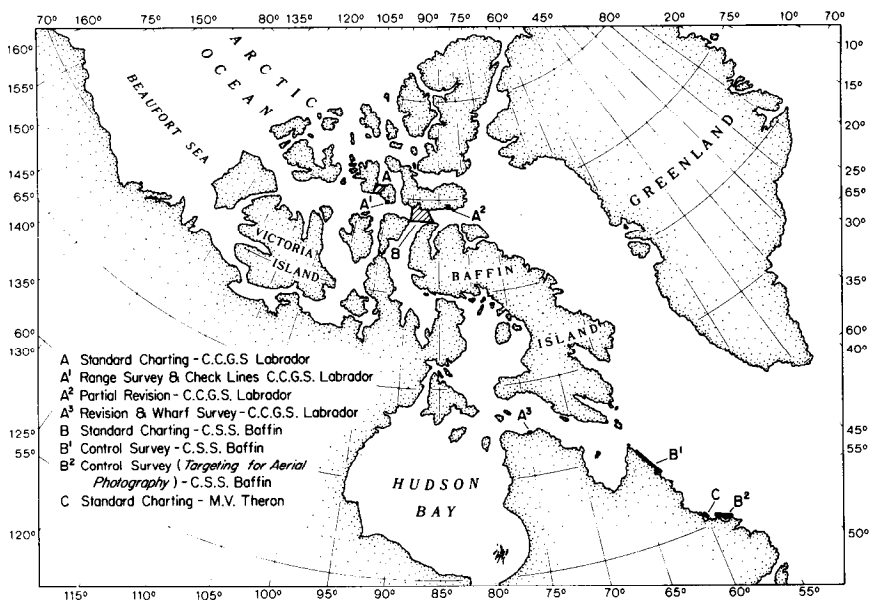 70° 160° 150° 120° 80° 135° 120° 110° 100° 90° 75° 60° 45° 80° 30° 75° 10° 70°
160°
155°
150°
145°
65°
140°
135°
60°
130°
125°
55°
120°
10°
15°
20°
25°
65°
30°
35°
60°
40°
45°
55°
50°
ARCTIC
OCEAN
BEAUFORT SEA
GREENLAND
A
A¹
A²
VICTORIA
ISLAND
B
BAFFIN
ISLAND
A Standard Charting - C.C.G.S Labrador
A¹ Range Survey & Check Lines C.C.G.S. Labrador
A² Partial Revision - C.C.G.S. Labrador
A³ Revision & Wharf Survey - C.C.G.S. Labrador
B Standard Charting - C.S.S. Baffin
B¹ Control Survey - C.S.S. Baffin
B² Control Survey (Targeting for Aerial
Photography) - C.S.S. Baffin
C Standard Charting - M.V. Theron
A³
B¹
HUDSON
BAY
C B²
115° 110° 105° 100° 95° 90° 85° 80° 75° 70° 65° 60° 55°